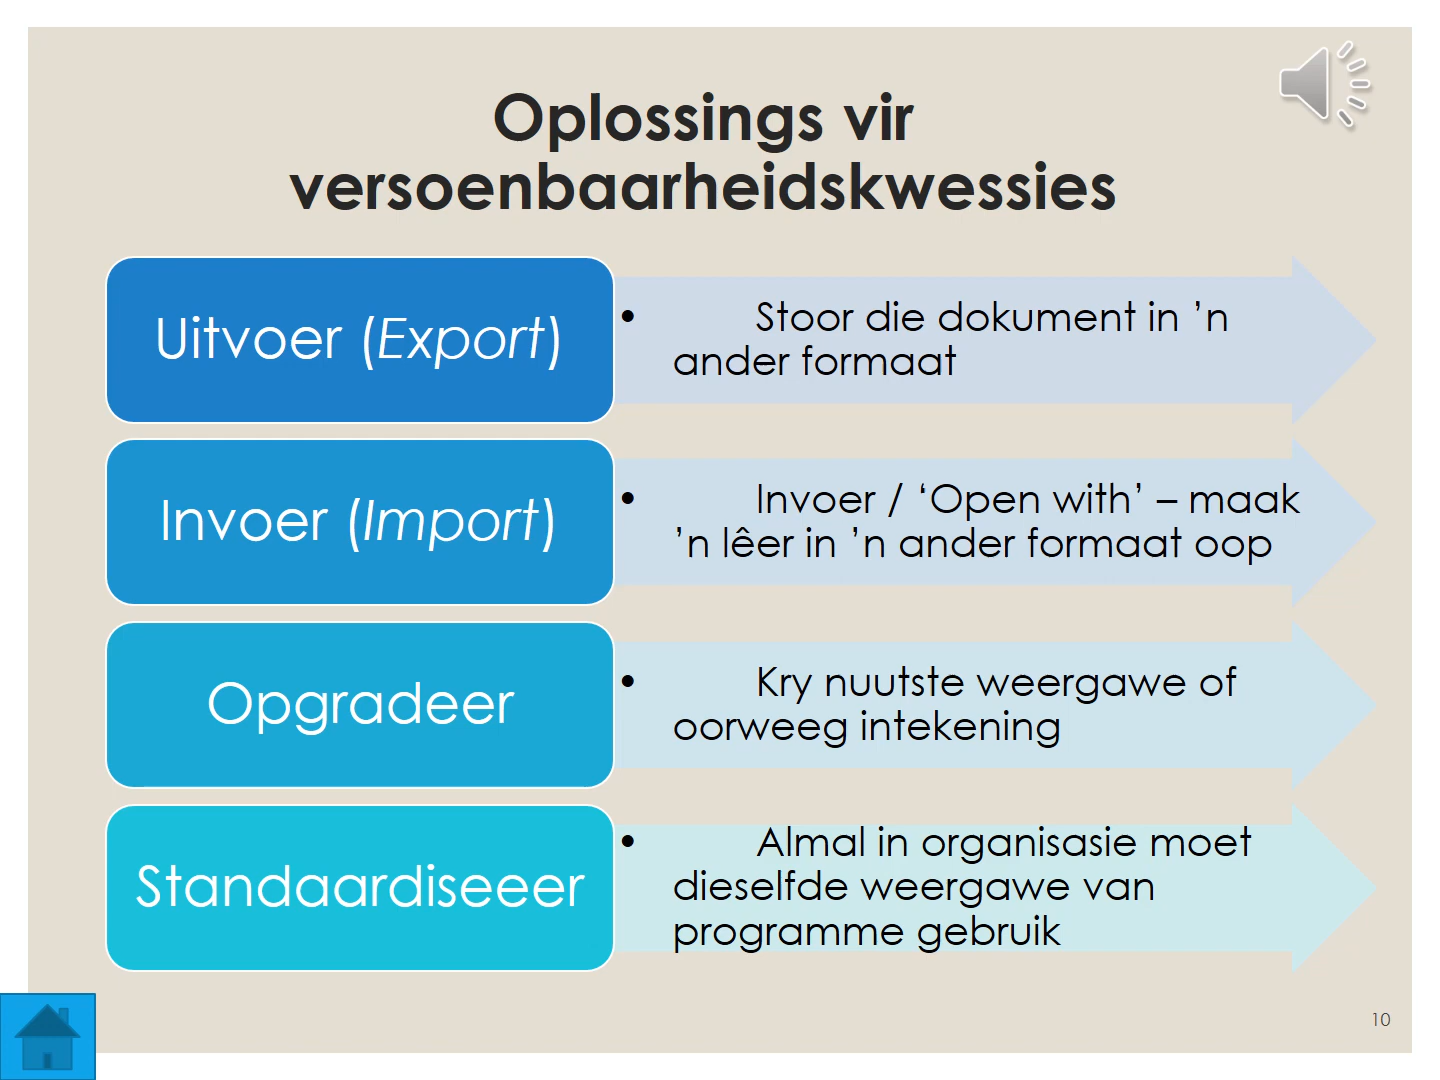 Oplossings vir
versoenbaarheidskwessies
Uitvoer (Export)
• Stoor die dokument in ’n
ander formaat
Invoer (Import)
• Invoer / ‘Open with’ – maak
’n lêer in ’n ander formaat oop
Opgradeer
• Kry nuutste weergawe of
oorweeg intekening
Standaardiseeer
• Almal in organisasie moet
dieselfde weergawe van
programme gebruik
10